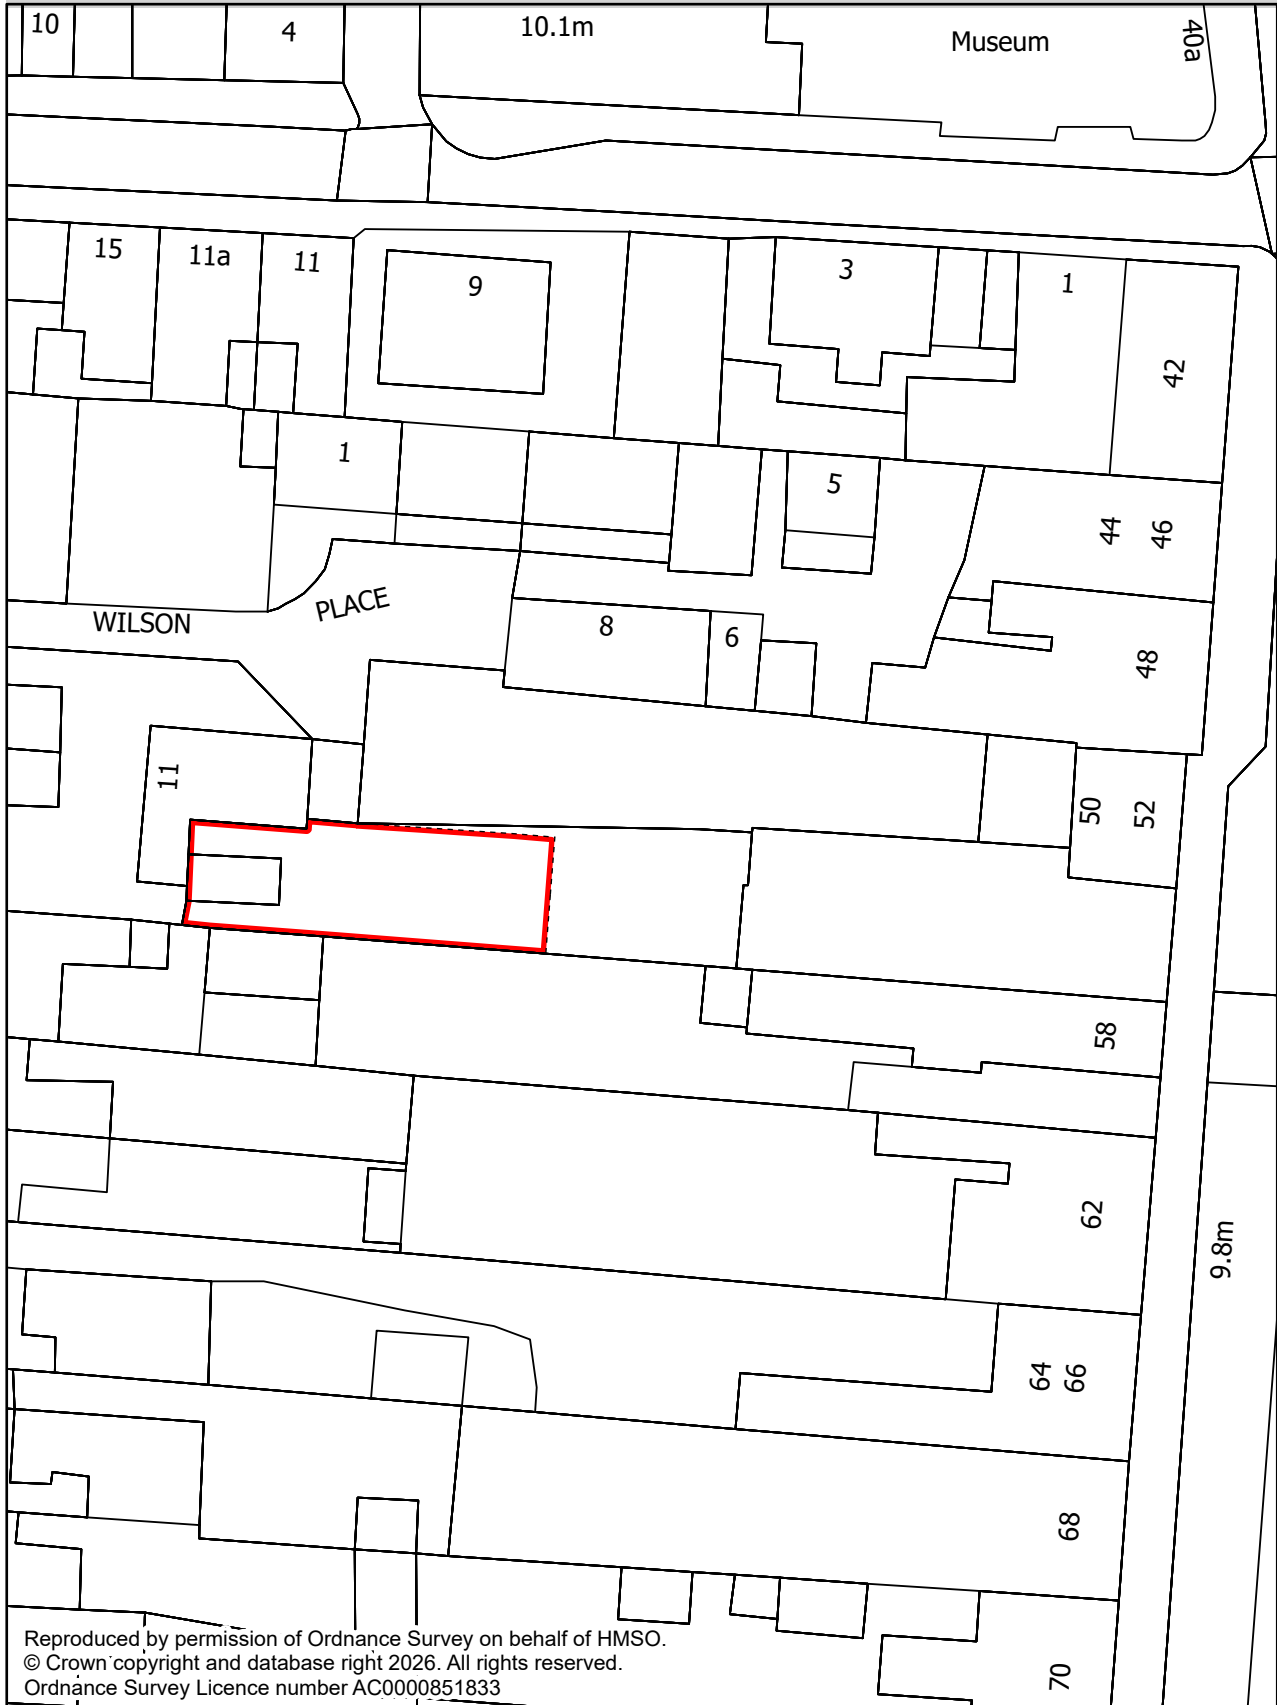 10
4
10.1m
Museum
40a
15
11a
11
9
3
1
42
1
5
44
46
WILSON
PLACE
8
6
48
11
50
52
58
62
9.8m
64
66
68
70
Reproduced by permission of Ordnance Survey on behalf of HMSO.
© Crown copyright and database right 2026. All rights reserved.
Ordnance Survey Licence number AC0000851833